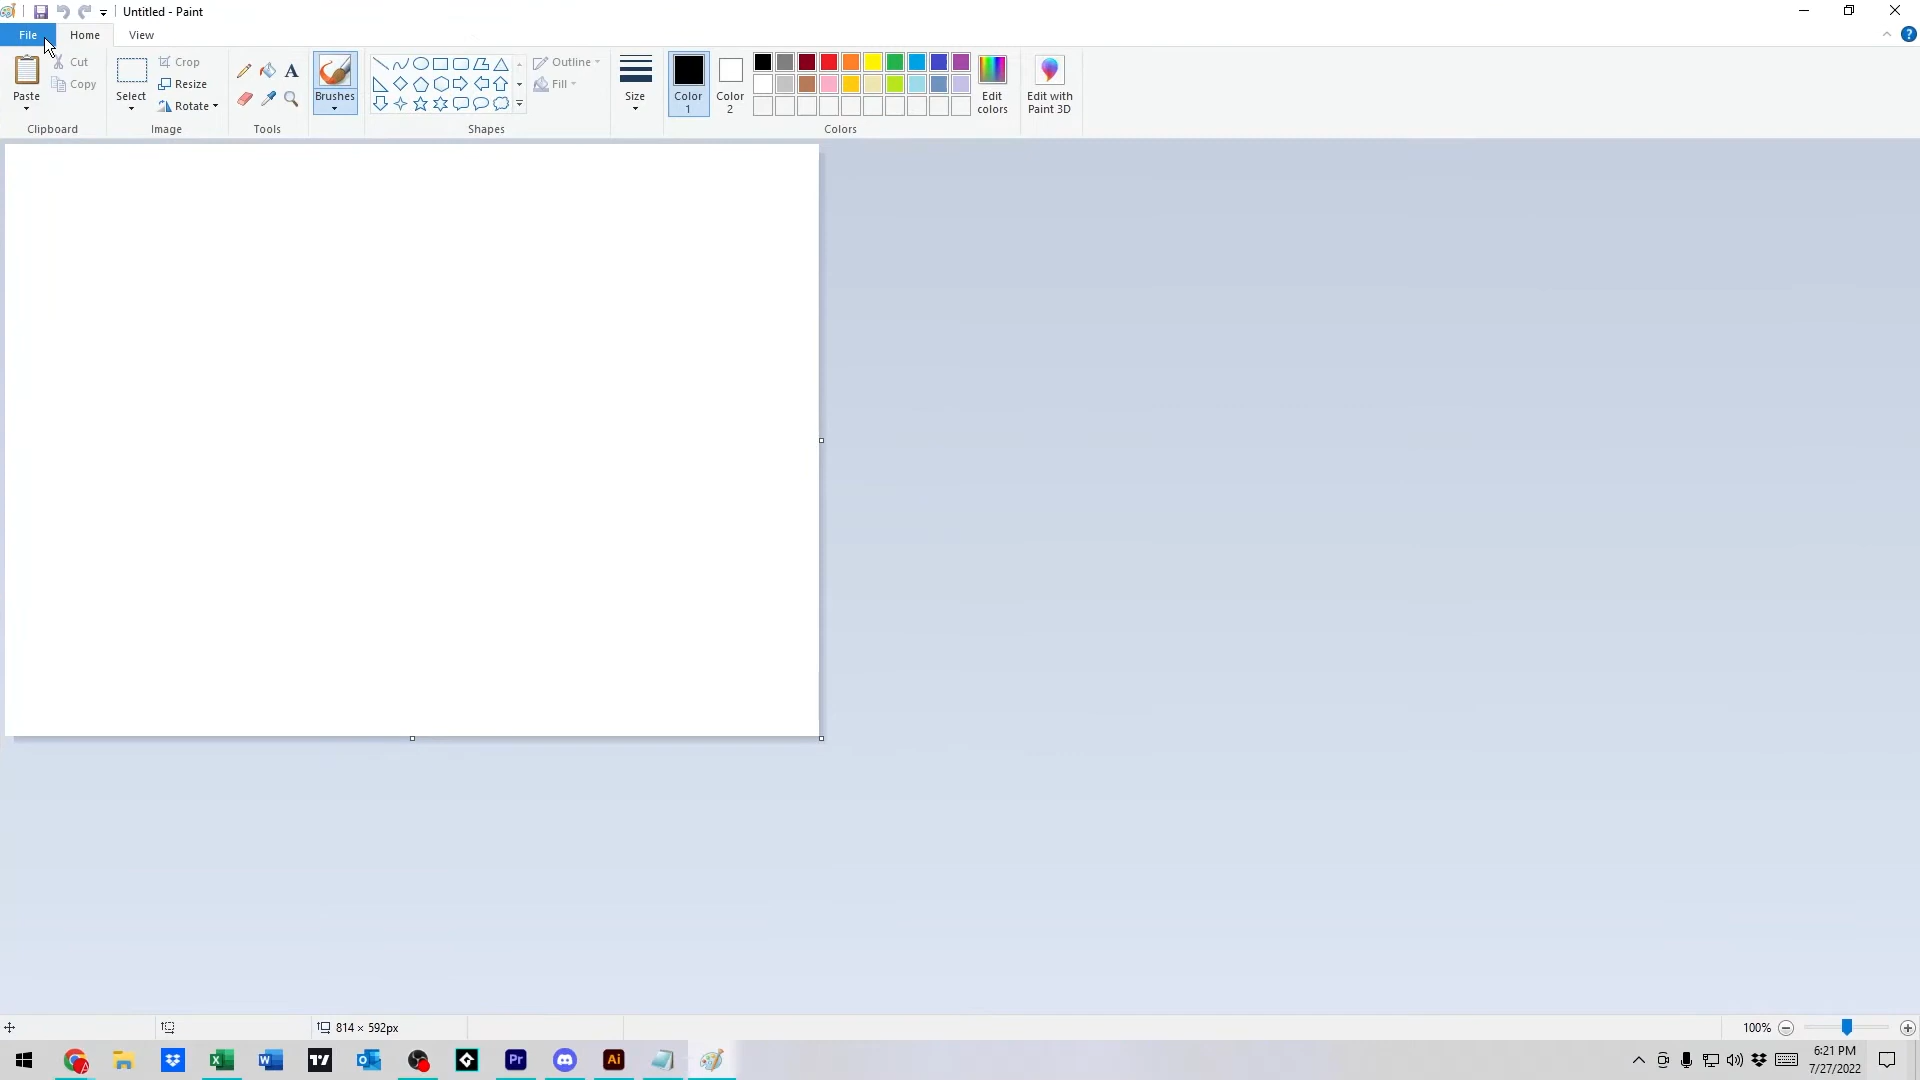 Untitled - Paint
File Home View
Paste Cut Copy
Clipboard
Select Crop Resize Rotate
Image
Tools
Brushes
Shapes
Outline
Fill
Size
Color 1
Color 2
Colors
Edit colors
Edit with Paint 3D
814 × 592px
100%
Pr
Ai
6:21 PM
7/27/2022